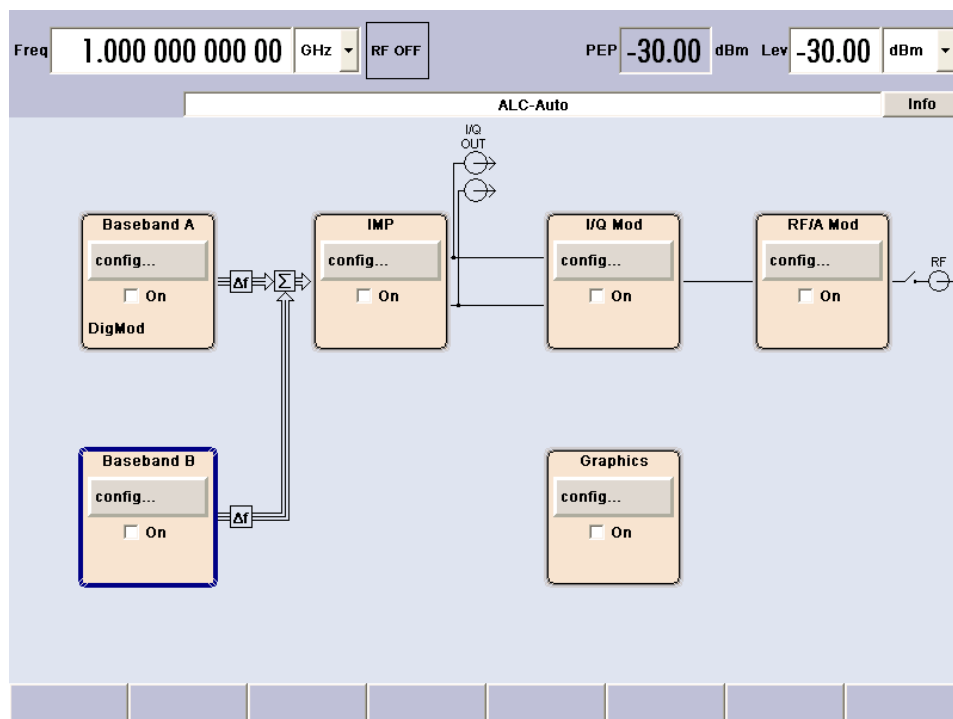 Freq 1.000 000 000 00 GHz RF OFF PEP -30.00 dBm Lev -30.00 dBm
ALC-Auto Info
I/Q
OUT
Baseband A IMP I/Q Mod RF/A Mod
config... config... config... config... RF
Δf Σ
On On On On
DigMod
Baseband B Graphics
config... config...
Δf
On On